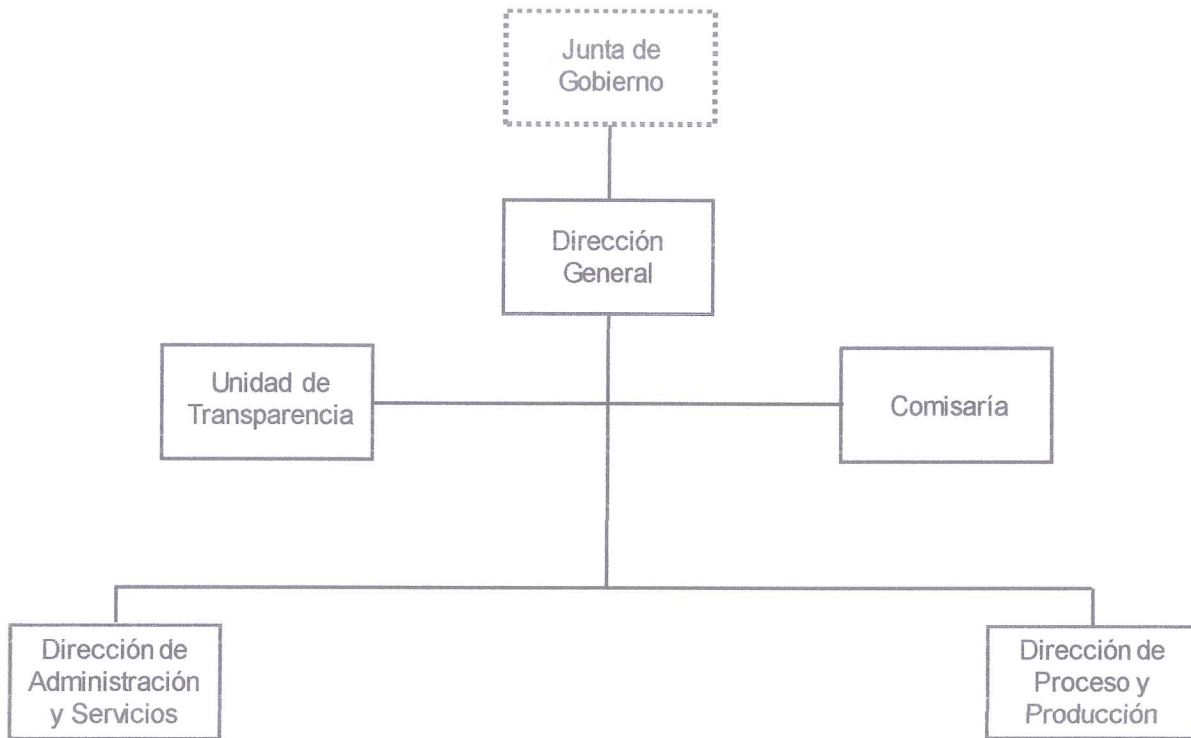 Junta de
Gobierno
Dirección
General
Unidad de
Transparencia
Comisaría
Dirección de
Administración
y Servicios
Dirección de
Proceso y
Producción